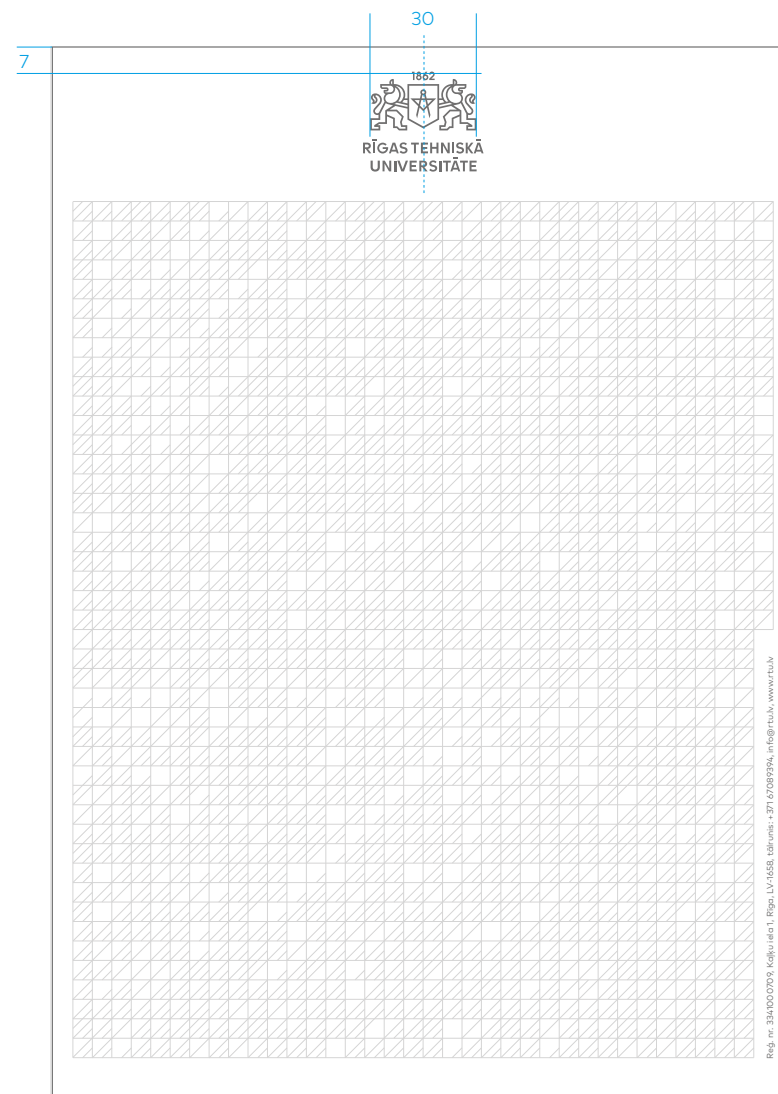 30
7
1862
RĪGAS TEHNISKĀ
UNIVERSITĀTE
Reģ. nr. 3341000709, Kaļķu iela 1, Rīga, LV-1658, tālrunis: +371 67089394, info@rtu.lv, www.rtu.lv